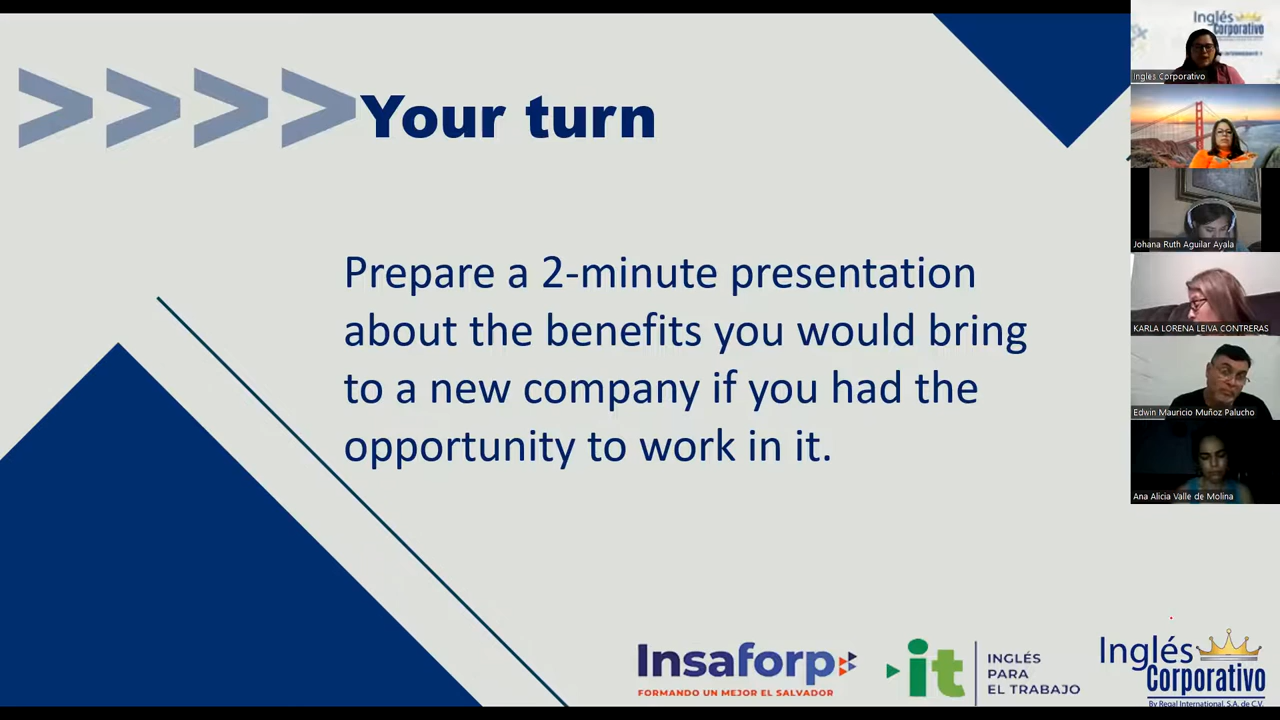 >>>> Your turn
Prepare a 2-minute presentation
about the benefits you would bring
to a new company if you had the
opportunity to work in it.
Insaforp
FORMANDO UN MEJOR EL SALVADOR
it
INGLÉS
PARA
EL TRABAJO
Inglés
Corporativo
By Regal International, S.A. de C.V.
Inglés
Corporativo
Ingles Corporativo
Johana Ruth Aguilar Ayala
KARLA LORENA LEIVA CONTRERAS
Edwin Mauricio Muñoz Palucho
Ana Alicia Valle de Molina